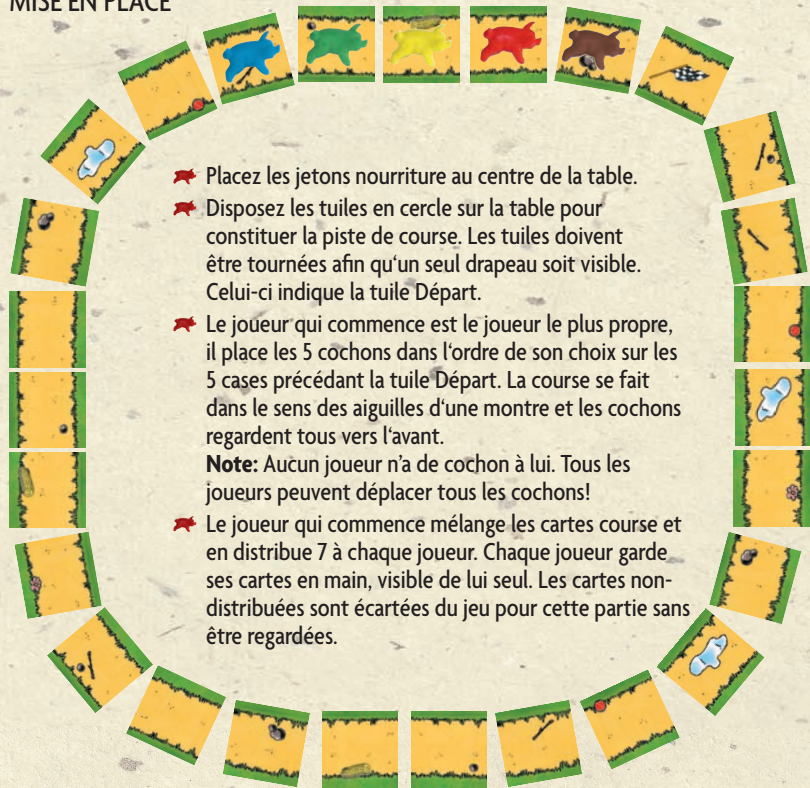 MISE EN PLACE
Placez les jetons nourriture au centre de la table.
Disposez les tuiles en cercle sur la table pour
constituer la piste de course. Les tuiles doivent
être tournées afin qu‘un seul drapeau soit visible.
Celui-ci indique la tuile Départ.
Le joueur qui commence est le joueur le plus propre,
il place les 5 cochons dans l‘ordre de son choix sur les
5 cases précédant la tuile Départ. La course se fait
dans le sens des aiguilles d‘une montre et les cochons
regardent tous vers l‘avant.
Note: Aucun joueur n‘a de cochon à lui. Tous les
joueurs peuvent déplacer tous les cochons!
Le joueur qui commence mélange les cartes course et
en distribue 7 à chaque joueur. Chaque joueur garde
ses cartes en main, visible de lui seul. Les cartes non-
distribuées sont écartées du jeu pour cette partie sans
être regardées.